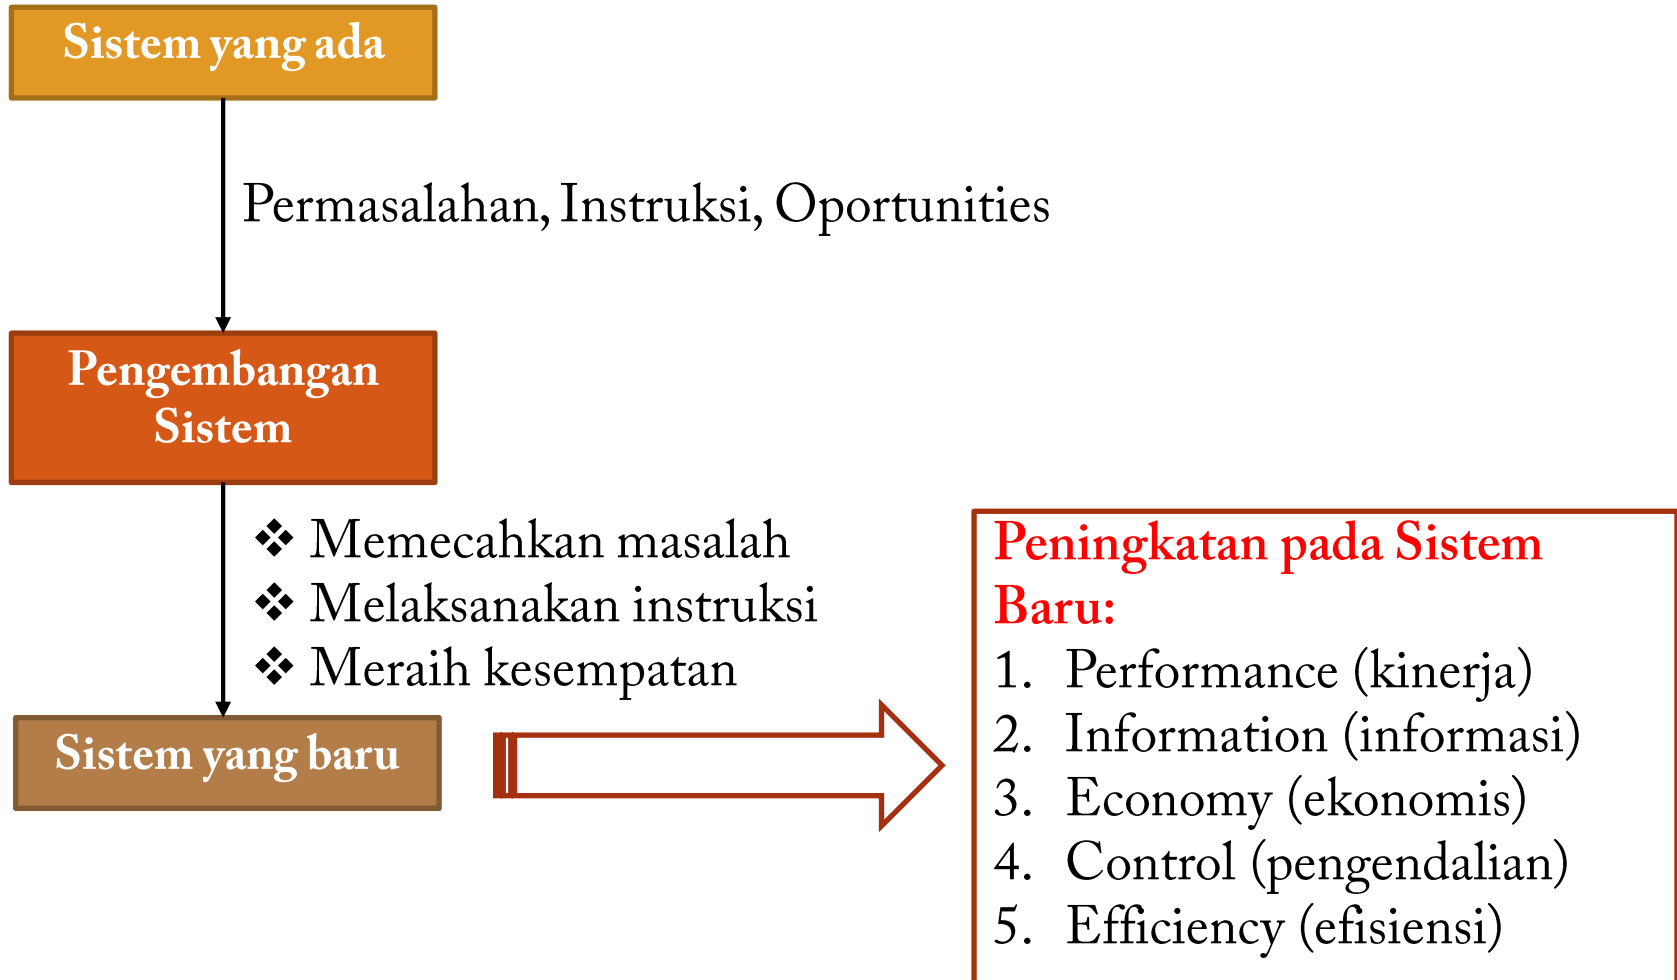 Sistem yang ada
Permasalahan, Instruksi, Oportunities
Pengembangan
Sistem
❖ Memecahkan masalah
❖ Melaksanakan instruksi
❖ Meraih kesempatan
Sistem yang baru
Peningkatan pada Sistem
Baru:
1. Performance (kinerja)
2. Information (informasi)
3. Economy (ekonomis)
4. Control (pengendalian)
5. Efficiency (efisiensi)